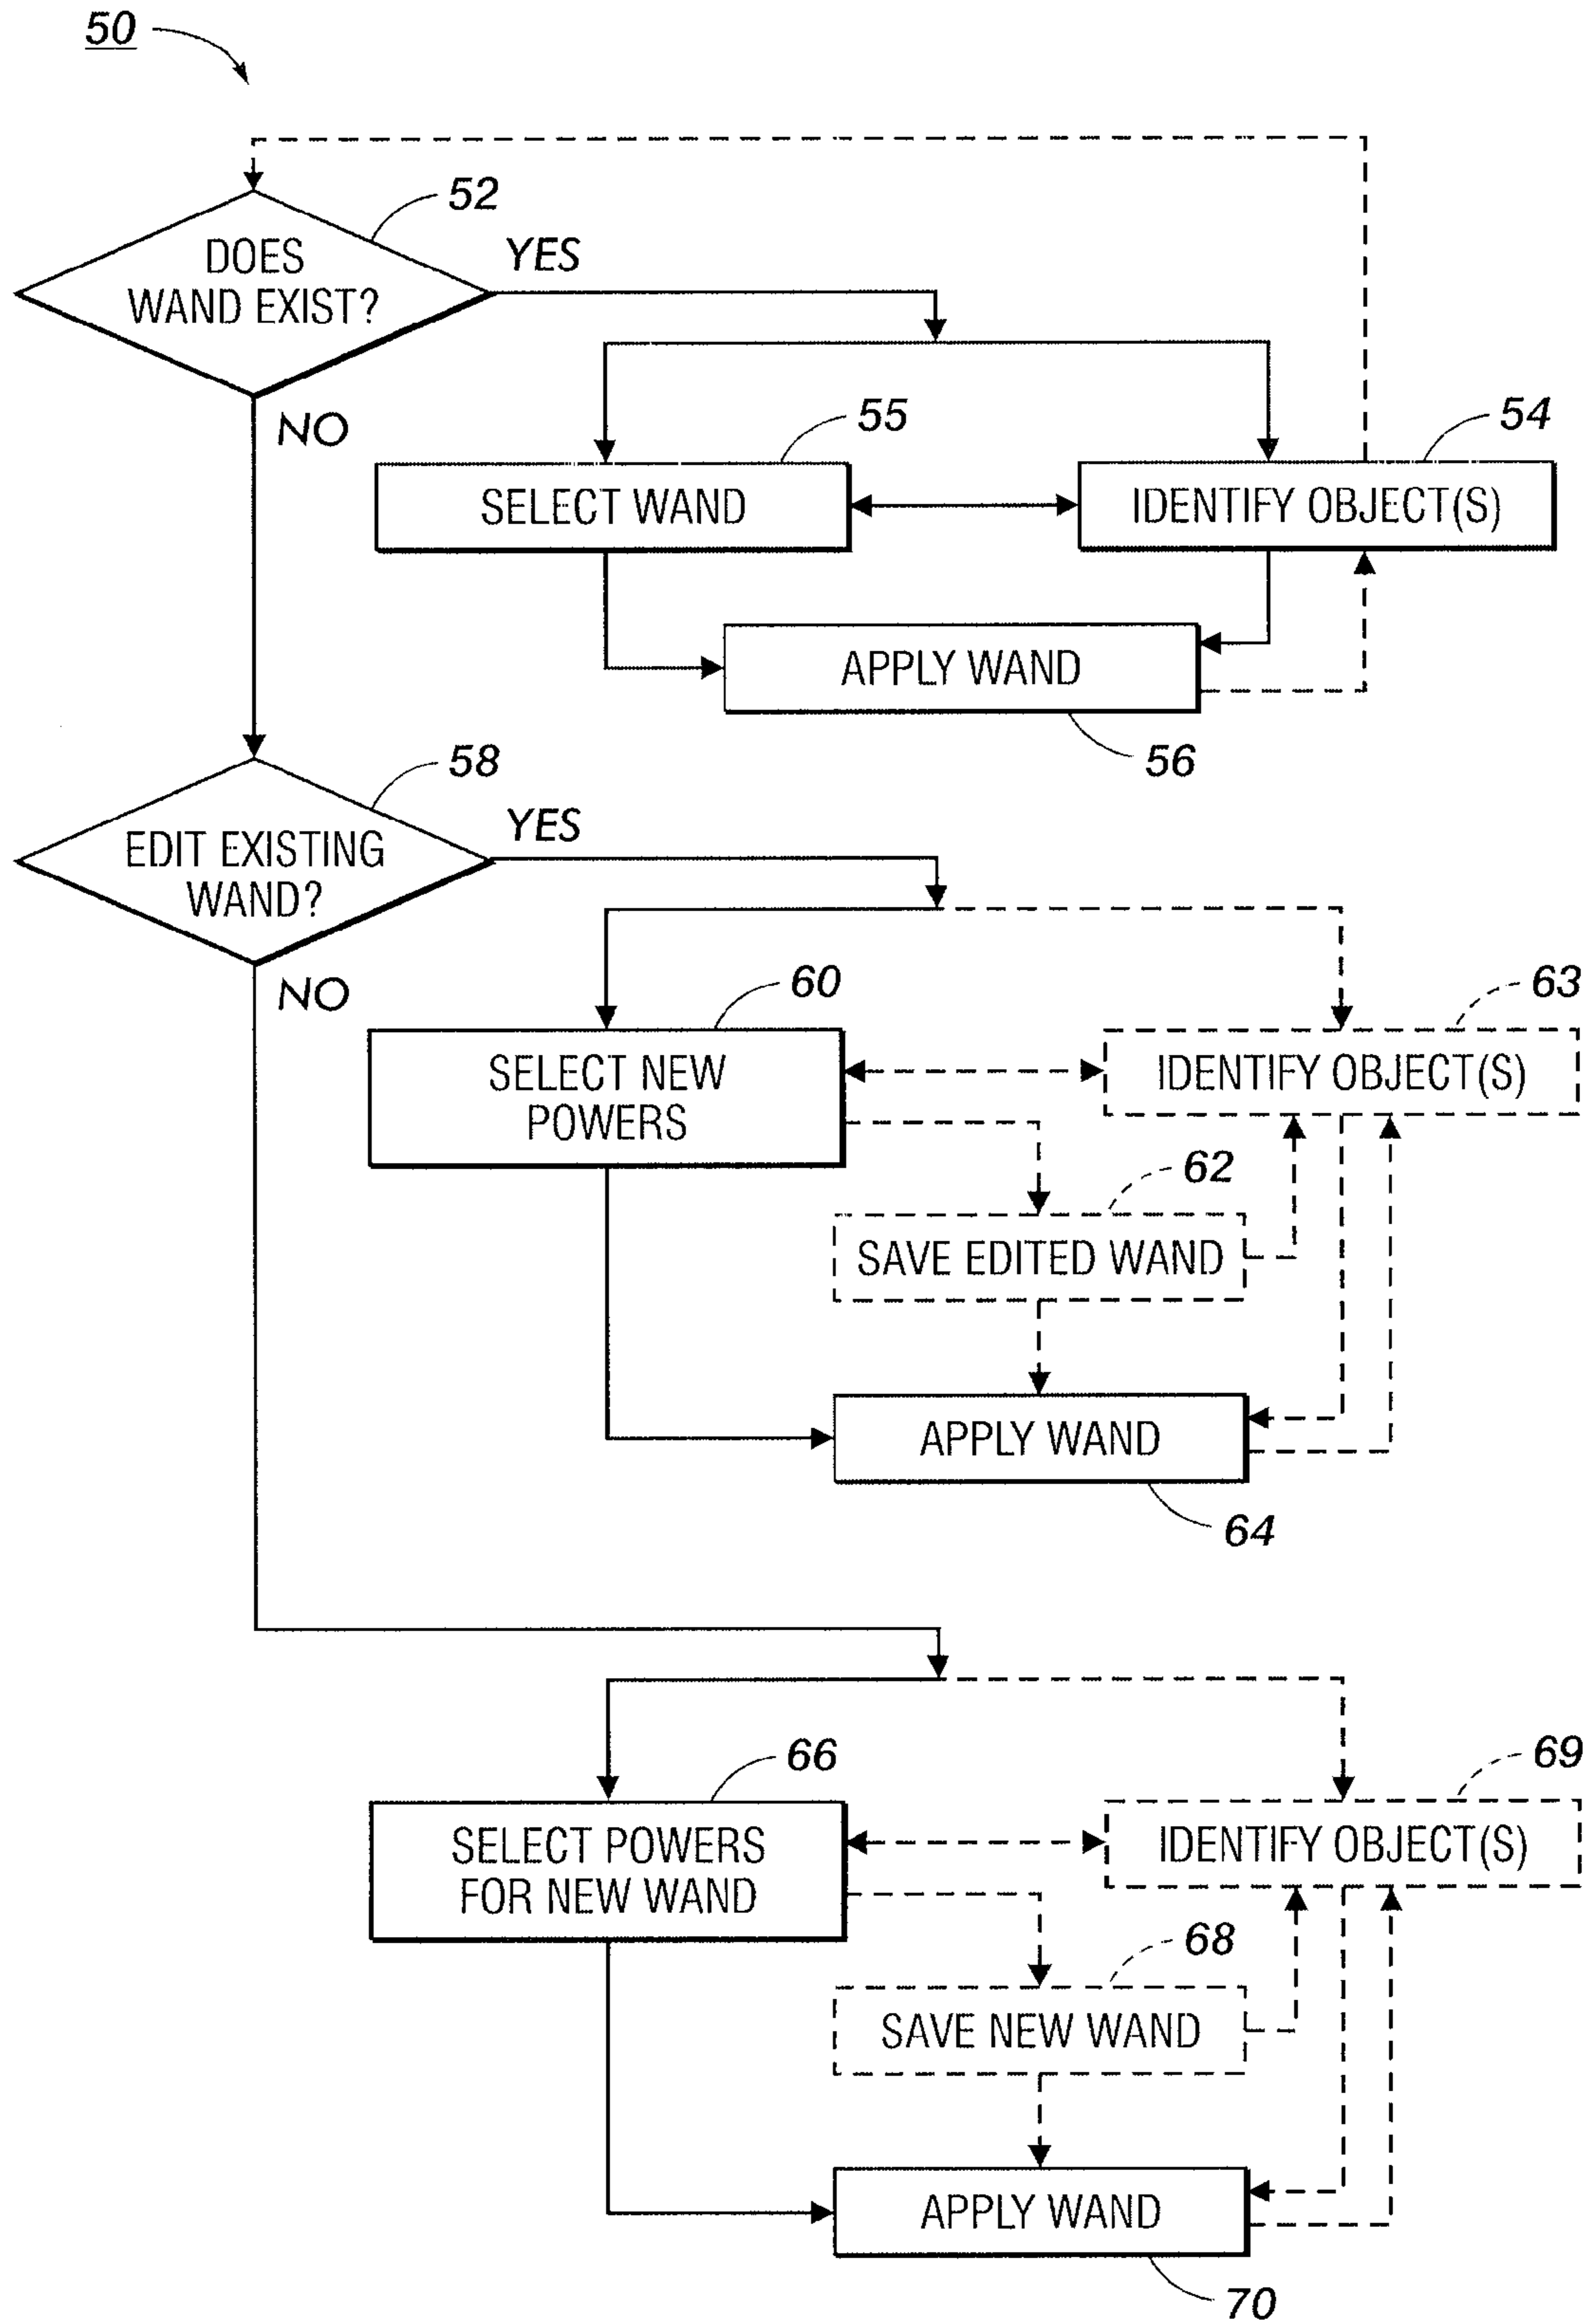 50
52
DOES
WAND EXIST?
YES
NO
55
54
SELECT WAND
IDENTIFY OBJECT(S)
APPLY WAND
56
58
EDIT EXISTING
WAND?
YES
NO
60
63
SELECT NEW
POWERS
IDENTIFY OBJECT(S)
62
SAVE EDITED WAND
APPLY WAND
64
66
69
SELECT POWERS
FOR NEW WAND
IDENTIFY OBJECT(S)
68
SAVE NEW WAND
APPLY WAND
70